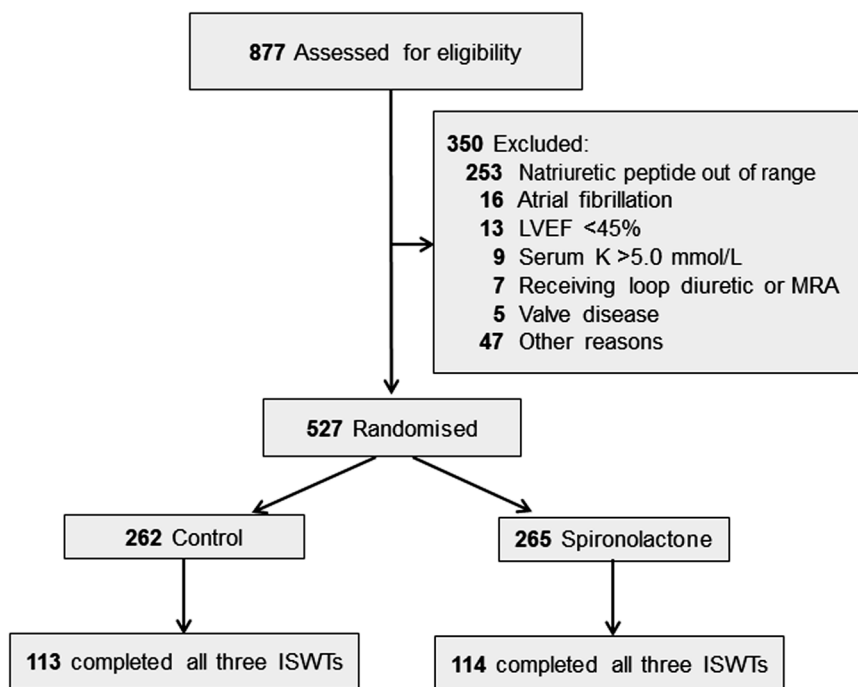 877 Assessed for eligibility
350 Excluded:
253 Natriuretic peptide out of range
16 Atrial fibrillation
13 LVEF <45%
9 Serum K >5.0 mmol/L
7 Receiving loop diuretic or MRA
5 Valve disease
47 Other reasons
527 Randomised
262 Control
265 Spironolactone
113 completed all three ISWTs
114 completed all three ISWTs